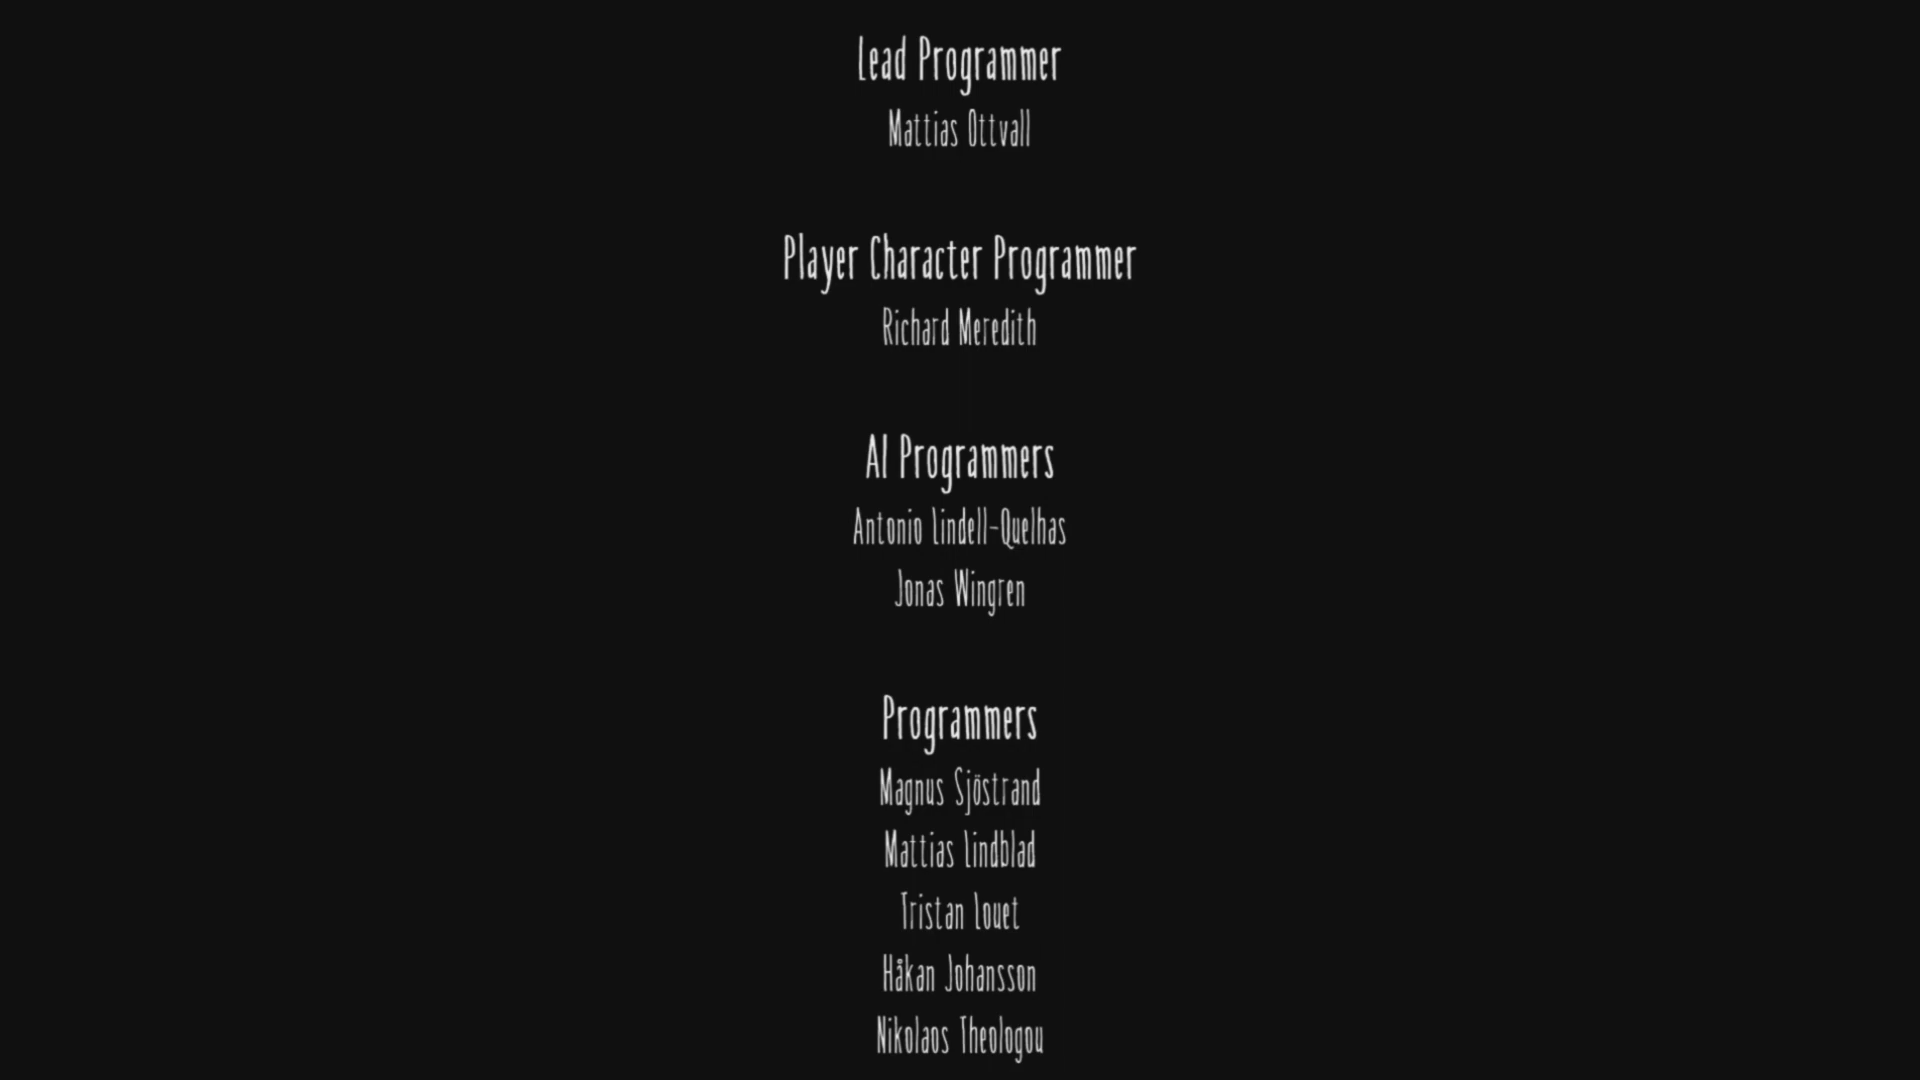 Lead Programmer
Mattias Ottvall
Player Character Programmer
Richard Meredith
AI Programmers
Antonio Lindell-Quelhas
Jonas Wingren
Programmers
Magnus Sjöstrand
Mattias Lindblad
Tristan Louet
Håkan Johansson
Nikolaos Theologou